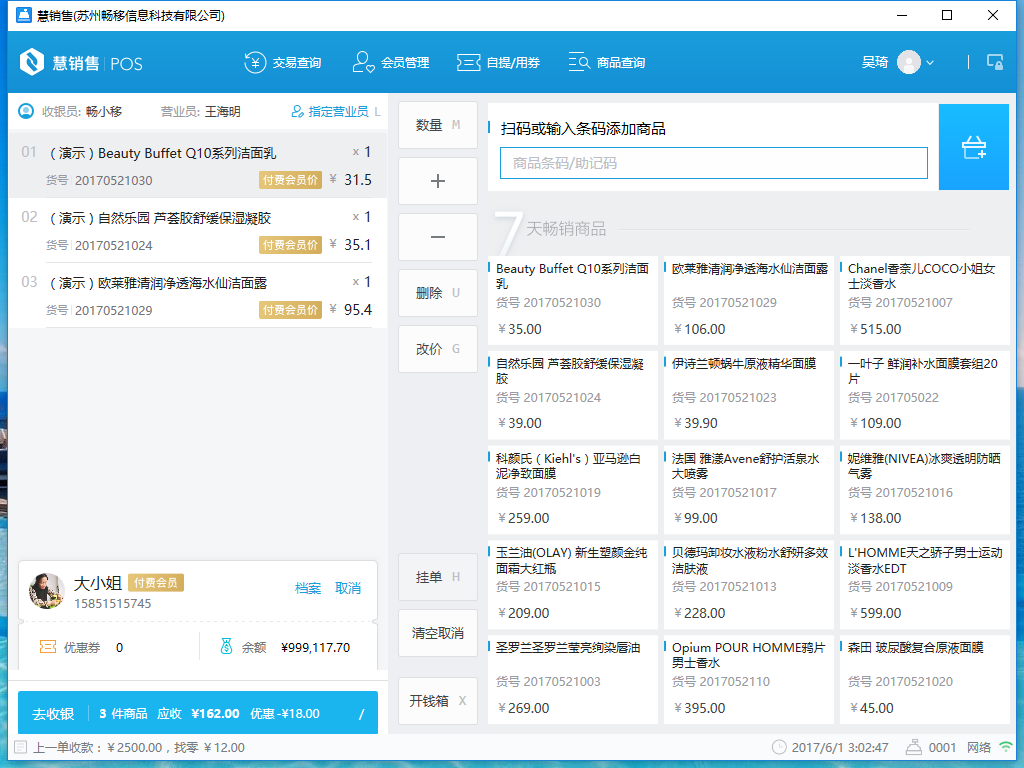 慧销售(苏州畅移信息科技有限公司)
慧销售 POS 交易查询 会员管理 自提/用券 商品查询 吴琦
收银员: 畅小移 营业员: 王海明 指定营业员 L
01 （演示）Beauty Buffet Q10系列洁面乳 x 1
货号 20170521030 付费会员价 ￥ 31.5
02 （演示）自然乐园 芦荟胶舒缓保湿凝胶 x 1
货号 20170521024 付费会员价 ￥ 35.1
03 （演示）欧莱雅清润净透海水仙洁面露 x 1
货号 20170521029 付费会员价 ￥ 95.4
大小姐 付费会员 档案 取消
15851515745
优惠券 0 余额 ¥999,117.70
去收银 3 件商品 应收 ¥162.00 优惠 -¥18.00 /
数量 M
+
—
删除 U
改价 G
挂单 H
清空取消
开钱箱 X
扫码或输入条码添加商品
商品条码/助记码
7天畅销商品
Beauty Buffet Q10系列洁面乳
货号 20170521030
￥35.00
欧莱雅清润净透海水仙洁面露
货号 20170521029
￥106.00
Chanel香奈儿COCO小姐女士淡香水
货号 20170521007
￥515.00
自然乐园 芦荟胶舒缓保湿凝胶
货号 20170521024
￥39.00
伊诗兰顿蜗牛原液精华面膜
货号 20170521023
￥39.90
一叶子 鲜润补水面膜套组20片
货号 201705022
￥109.00
科颜氏（Kiehl's）亚马逊白泥净致面膜
货号 20170521019
￥259.00
法国 雅漾Avene舒护活泉水大喷雾
货号 20170521017
￥99.00
妮维雅(NIVEA)冰爽透明防晒气雾
货号 20170521016
￥138.00
玉兰油(OLAY) 新生塑颜金纯面霜大红瓶
货号 20170521015
￥209.00
贝德玛卸妆水液粉水舒妍多效洁肤液
货号 20170521013
￥228.00
L'HOMME天之骄子男士运动淡香水EDT
货号 20170521009
￥599.00
圣罗兰圣罗兰莹亮绚染唇油
货号 20170521003
￥269.00
Opium POUR HOMME鸦片男士香水
货号 2017052110
￥395.00
森田 玻尿酸复合原液面膜
货号 20170521020
￥45.00
上一单收款：￥2500.00，找零 ￥12.00 2017/6/1 3:02:47 0001 网络